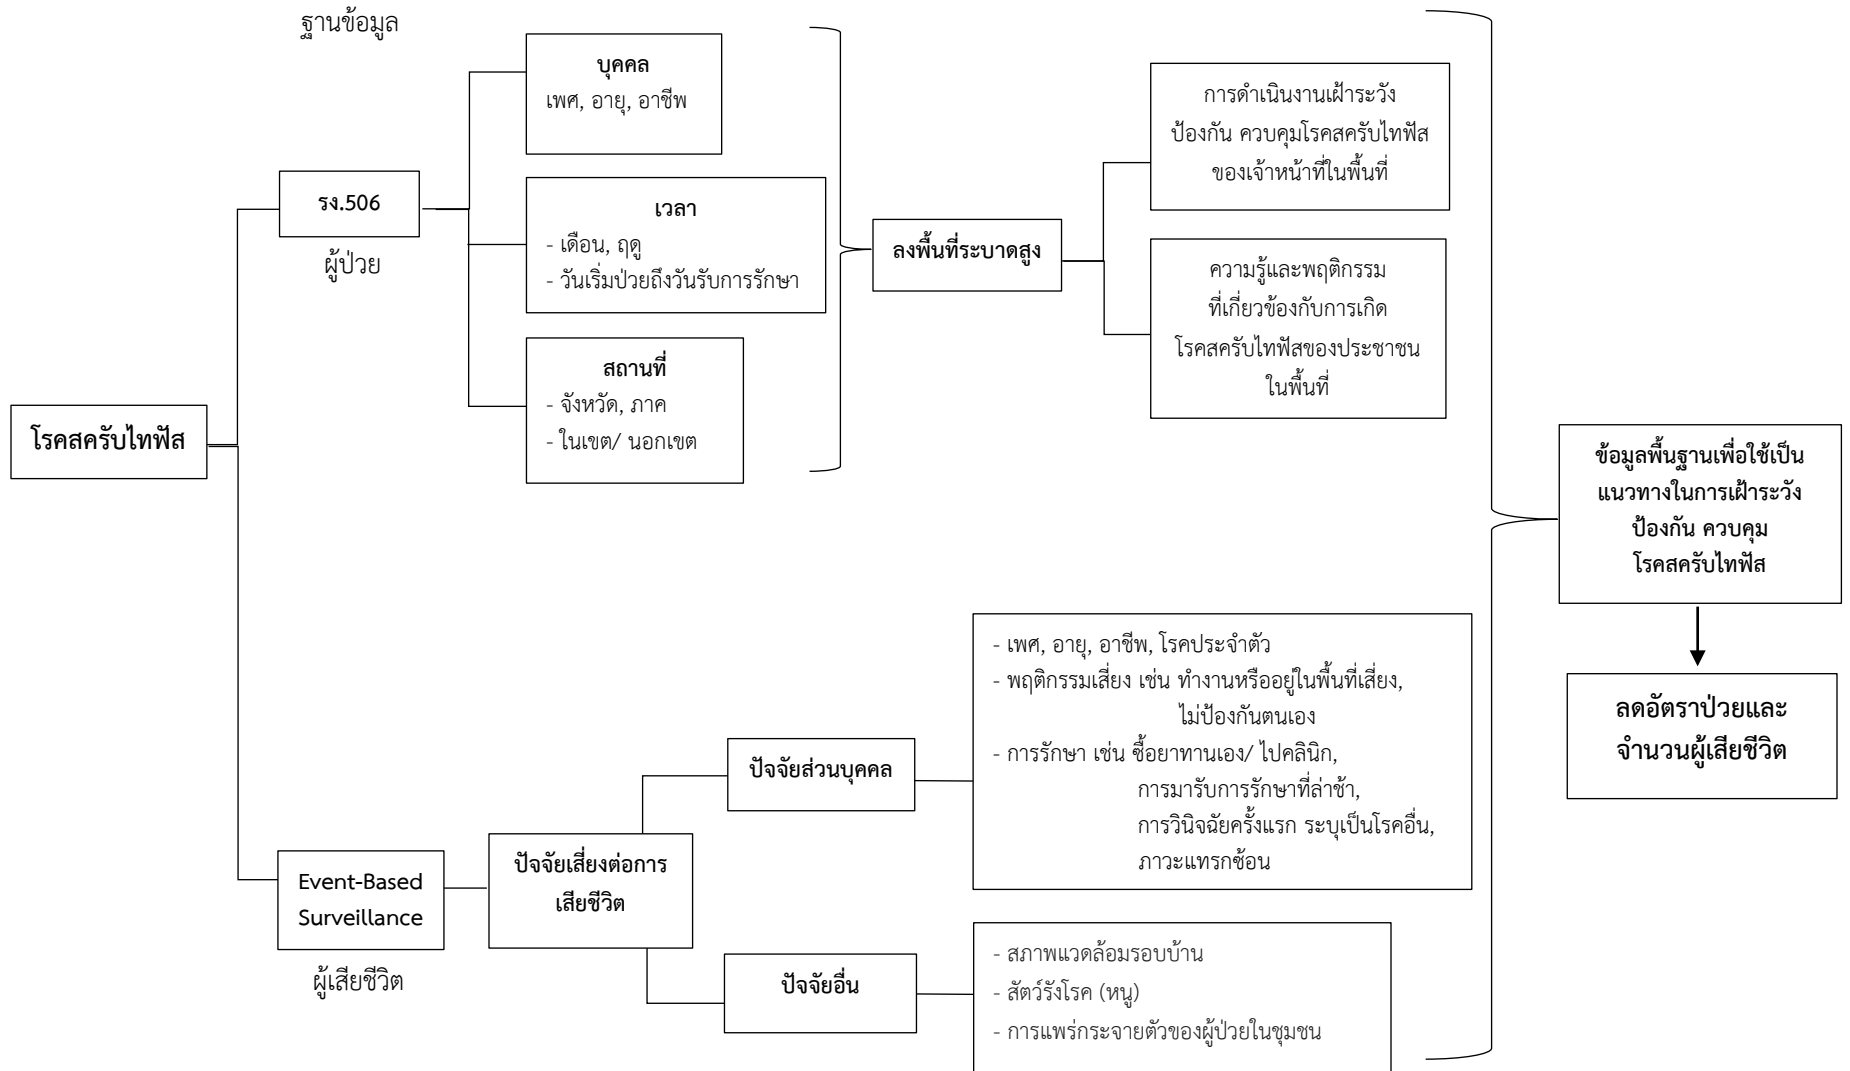 ฐานข้อมูล
โรคสครับไทฟัส
รง.506
ผู้ป่วย
บุคคล
เพศ, อายุ, อาชีพ
เวลา
- เดือน, ฤดู
- วันเริ่มป่วยถึงวันรับการรักษา
สถานที่
- จังหวัด, ภาค
- ในเขต/ นอกเขต
ลงพื้นที่ระบาดสูง
การดำเนินงานเฝ้าระวัง
ป้องกัน ควบคุมโรคสครับไทฟัส
ของเจ้าหน้าที่ในพื้นที่
ความรู้และพฤติกรรม
ที่เกี่ยวข้องกับการเกิด
โรคสครับไทฟัสของประชาชน
ในพื้นที่
Event-Based
Surveillance
ผู้เสียชีวิต
ปัจจัยเสี่ยงต่อการ
เสียชีวิต
ปัจจัยส่วนบุคคล
- เพศ, อายุ, อาชีพ, โรคประจำตัว
- พฤติกรรมเสี่ยง เช่น ทำงานหรืออยู่ในพื้นที่เสี่ยง,
ไม่ป้องกันตนเอง
- การรักษา เช่น ซื้อยาทานเอง/ ไปคลินิก,
การมารับการรักษาที่ล่าช้า,
การวินิจฉัยครั้งแรก ระบุเป็นโรคอื่น,
ภาวะแทรกซ้อน
ปัจจัยอื่น
- สภาพแวดล้อมรอบบ้าน
- สัตว์รังโรค (หนู)
- การแพร่กระจายตัวของผู้ป่วยในชุมชน
ข้อมูลพื้นฐานเพื่อใช้เป็น
แนวทางในการเฝ้าระวัง
ป้องกัน ควบคุม
โรคสครับไทฟัส
ลดอัตราป่วยและ
จำนวนผู้เสียชีวิต